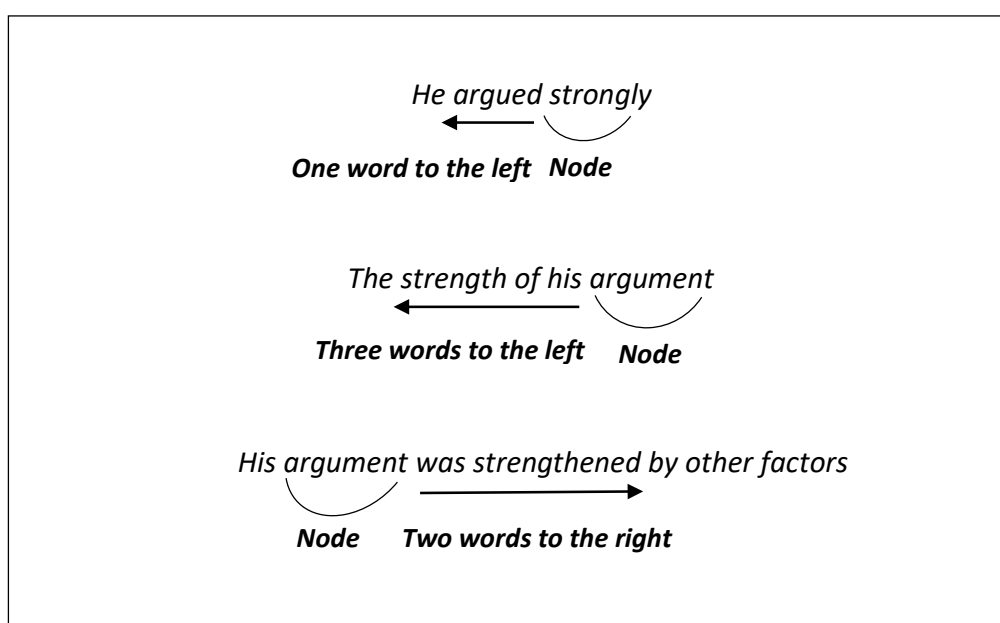 He argued strongly
One word to the left Node
The strength of his argument
Three words to the left Node
His argument was strengthened by other factors
Node Two words to the right